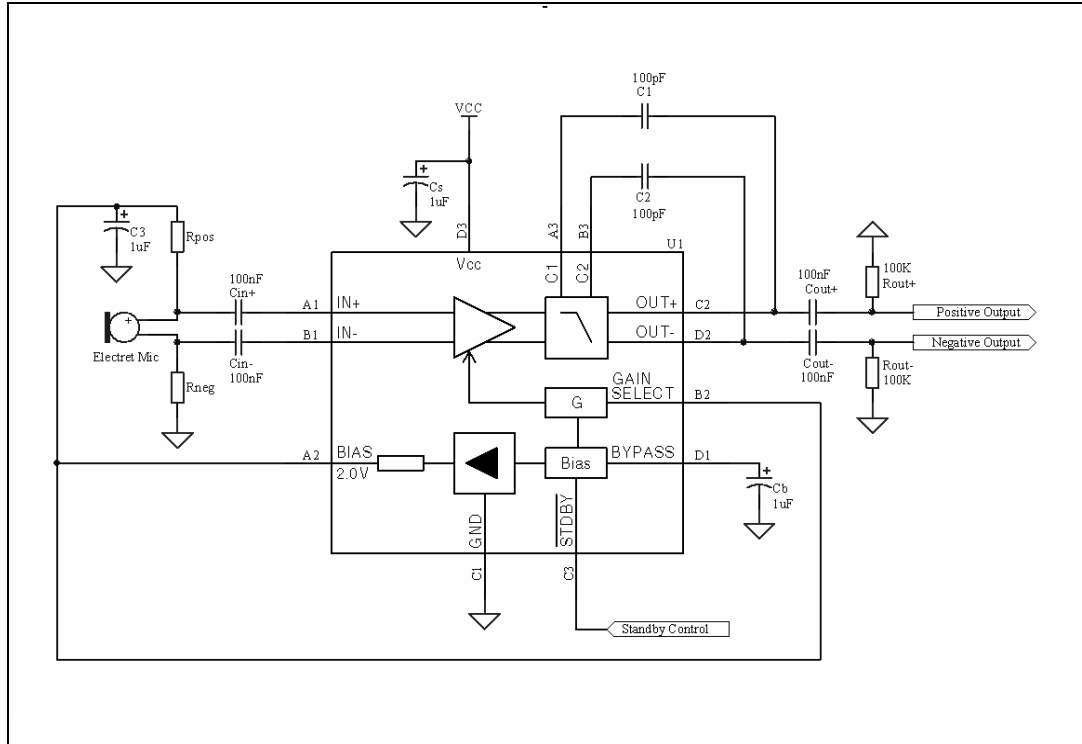 -
100pF
C1
VCC
+
Cs
1uF
C2
100pF
D3
A3
B3
U1
Vcc
C1
C2
+
C3
1uF
Rpos
100nF
Cin+
A1
IN+
B1
IN-
+
Electret Mic
Cin-
100nF
Rneg
OUT+
C2
OUT-
D2
100nF
Cout+
100K
Rout+
Positive Output
Negative Output
Cout-
100nF
Rout-
100K
GAIN
SELECT
B2
G
A2
BIAS
2.0V
Bias
BYPASS
D1
+
Cb
1uF
GND
STDBY
C1
C3
Standby Control